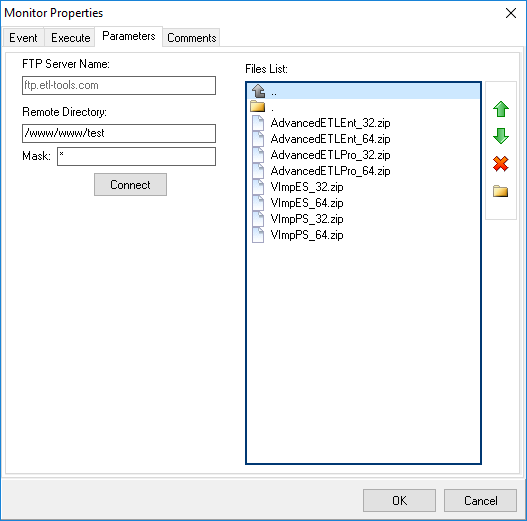 Monitor Properties
Event Execute Parameters Comments
FTP Server Name:
ftp.etl-tools.com
Remote Directory:
/www/www/test
Mask: *
Connect
Files List:
..
.
AdvancedETLEnt_32.zip
AdvancedETLEnt_64.zip
AdvancedETLPro_32.zip
AdvancedETLPro_64.zip
VImpES_32.zip
VImpES_64.zip
VImpPS_32.zip
VImpPS_64.zip
OK Cancel